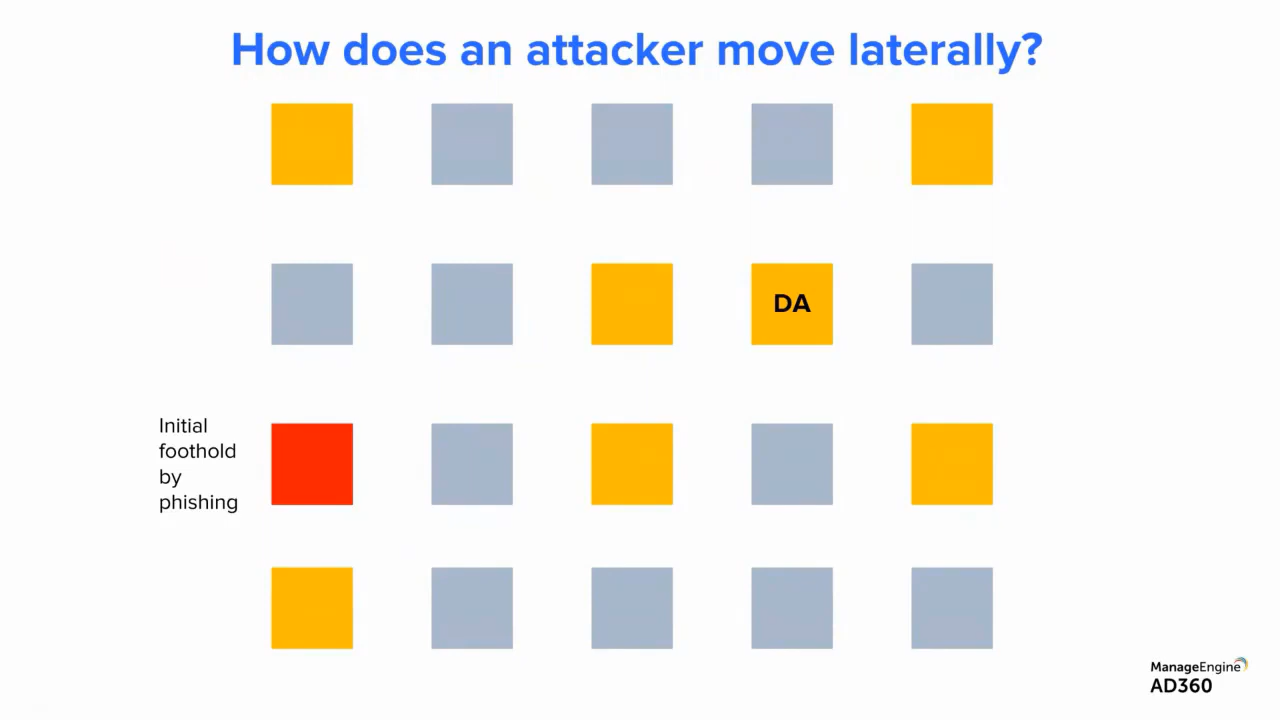 How does an attacker move laterally?
DA
Initial
foothold
by
phishing
ManageEngine
AD360